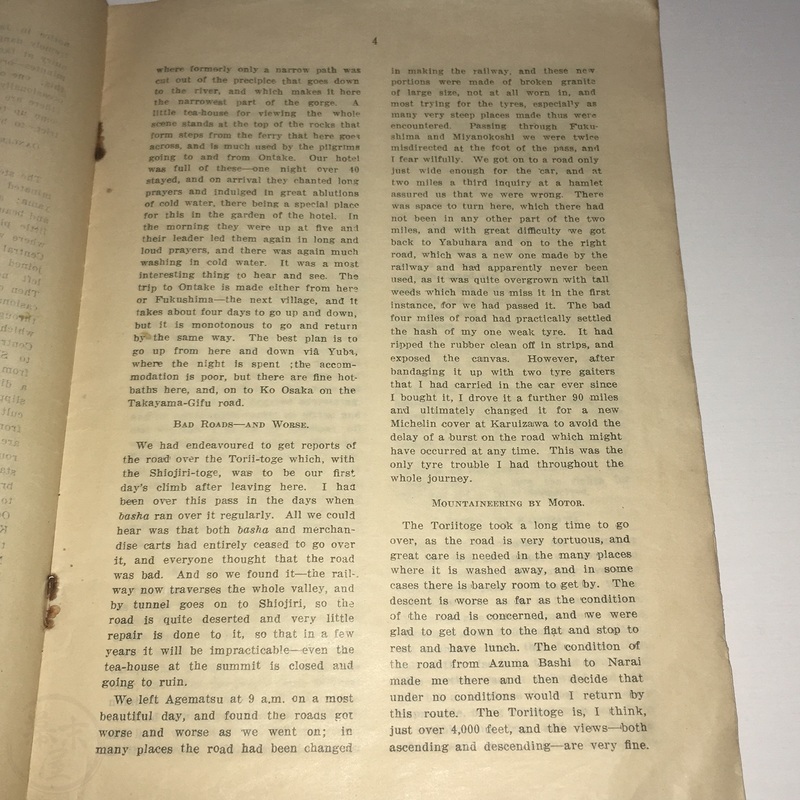 4
where formerly only a narrow path was
cut out of the precipice that goes down
to the river, and which makes it here
the narrowest part of the gorge. A
little tea-house for viewing the whole
scene stands at the top of the rocks that
form steps from the ferry that here goes
across, and is much used by the pilgrims
going to and from Ontake. Our hotel
was full of these—one night over 40
stayed, and on arrival they chanted long
prayers and indulged in great ablutions
of cold water, there being a special place
for this in the garden of the hotel. In
the morning they were up at five and
their leader led them again in long and
loud prayers, and there was again much
washing in cold water. It was a most
interesting thing to hear and see. The
trip to Ontake is made either from here
or Fukushima—the next village, and it
takes about four days to go up and down,
but it is monotonous to go and return
by the same way. The best plan is to
go up from here and down viâ Yuba,
where the night is spent ;the accom-
modation is poor, but there are fine hot-
baths here, and, on to Ko Osaka on the
Takayama-Gifu road.
Bad Roads—and Worse.
We had endeavoured to get reports of
the road over the Torii-toge which, with
the Shiojiri-toge, was to be our first
day's climb after leaving here. I had
been over this pass in the days when
basha ran over it regularly. All we could
hear was that both basha and merchan-
dise carts had entirely ceased to go over
it, and everyone thought that the road
was bad. And so we found it—the rail-
way now traverses the whole valley, and
by tunnel goes on to Shiojiri, so the
road is quite deserted and very little
repair is done to it, so that in a few
years it will be impracticable—even the
tea-house at the summit is closed and
going to ruin.
We left Agematsu at 9 a.m. on a most
beautiful day, and found the roads got
worse and worse as we went on; in
many places the road had been changed
in making the railway, and these new
portions were made of broken granite
of large size, not at all worn in, and
most trying for the tyres, especially as
many very steep places made thus were
encountered. Passing through Fuku-
shima and Miyanokoshi we were twice
misdirected at the foot of the pass, and
I fear wilfully. We got on to a road only
just wide enough for the car, and at
two miles a third inquiry at a hamlet
assured us that we were wrong. There
was space to turn here, which there had
not been in any other part of the two
miles, and with great difficulty we got
back to Yabuhara and on to the right
road, which was a new one made by the
railway and had apparently never been
used, as it was quite overgrown with tall
weeds which made us miss it in the first
instance, for we had passed it. The bad
four miles of road had practically settled
the hash of my one weak tyre. It had
ripped the rubber clean off in strips, and
exposed the canvas. However, after
bandaging it up with two tyre gaiters
that I had carried in the car ever since
I bought it, I drove it a further 90 miles
and ultimately changed it for a new
Michelin cover at Karuizawa to avoid the
delay of a burst on the road which might
have occurred at any time. This was the
only tyre trouble I had throughout the
whole journey.
Mountaineering by Motor.
The Toriitoge took a long time to go
over, as the road is very tortuous, and
great care is needed in the many places
where it is washed away, and in some
cases there is barely room to get by. The
descent is worse as far as the condition
of the road is concerned, and we were
glad to get down to the flat and stop to
rest and have lunch. The condition of
the road from Azuma Bashi to Narai
made me there and then decide that
under no conditions would I return by
this route. The Toriitoge is, I think,
just over 4,000 feet, and the views—both
ascending and descending—are very fine.